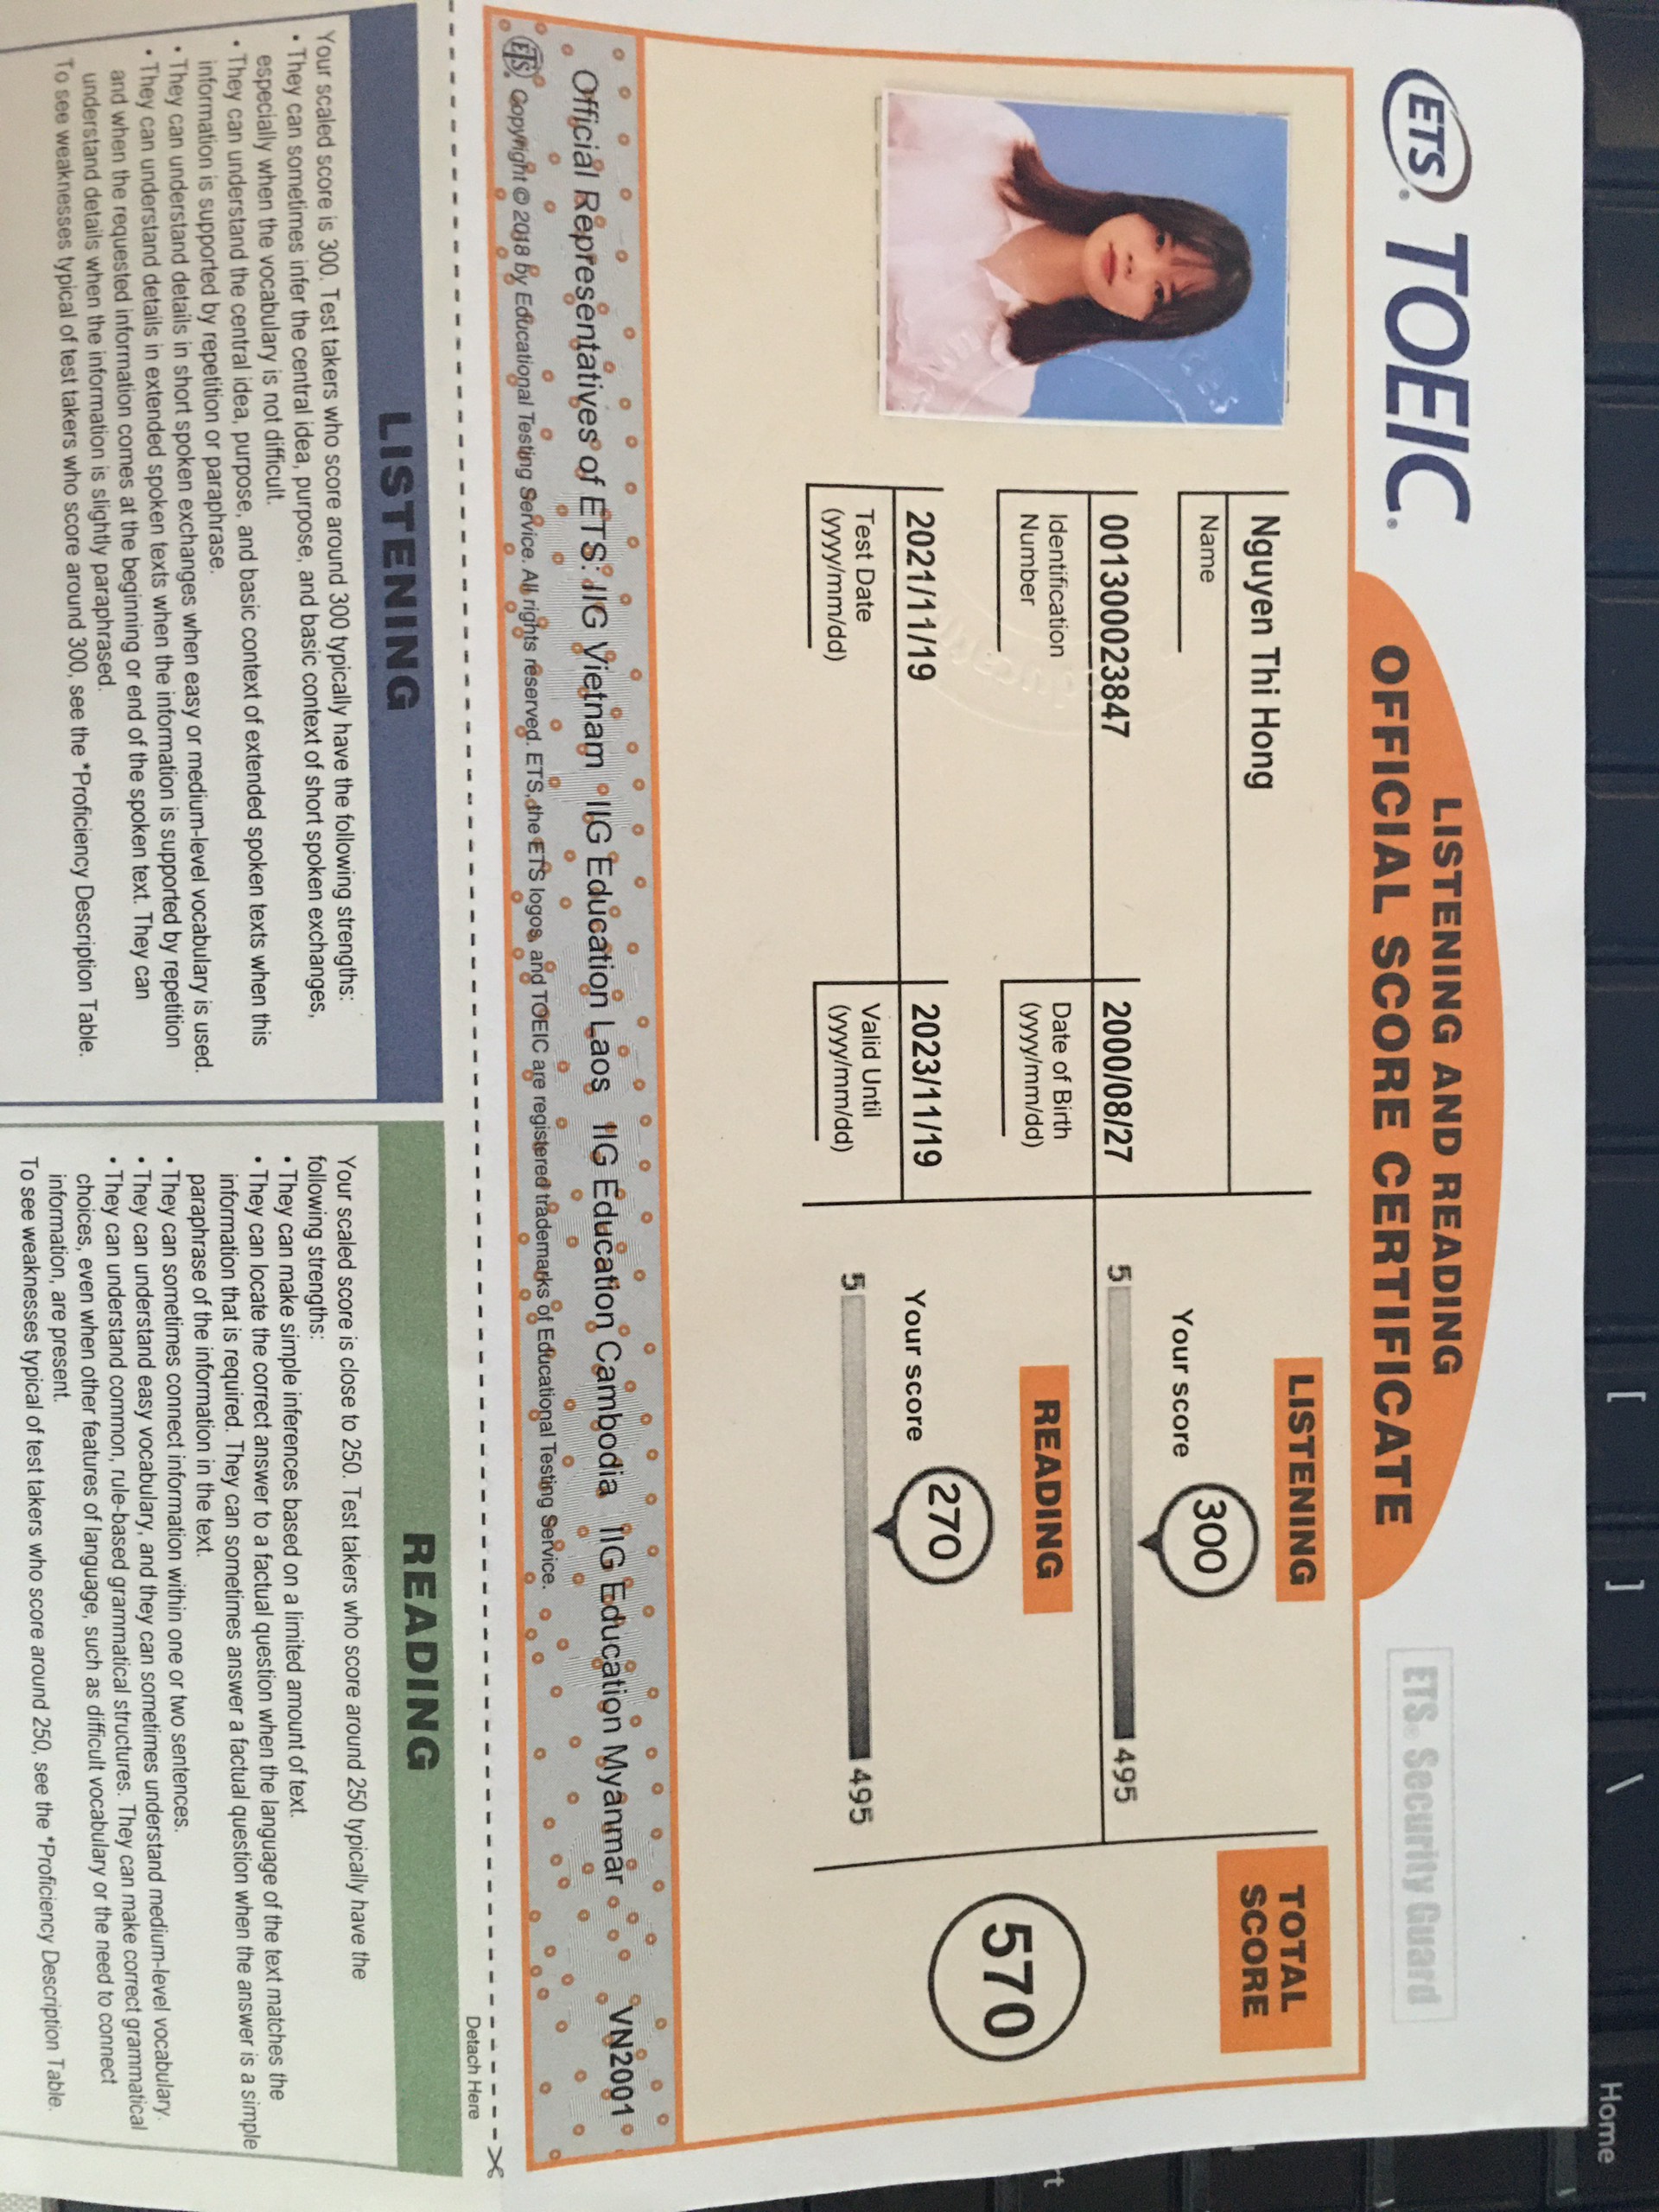 [
]
\
Home
ETS® TOEIC®
LISTENING AND READING
OFFICIAL SCORE CERTIFICATE
ETS® Security Guard
Nguyen Thi Hong
Name
001300023847
Identification
Number
2000/08/27
Date of Birth
(yyyy/mm/dd)
2021/11/19
Test Date
(yyyy/mm/dd)
2023/11/19
Valid Until
(yyyy/mm/dd)
LISTENING
Your score
300
5
495
READING
Your score
270
5
495
TOTAL
SCORE
570
Official Representatives of ETS: IIG Vietnam IIG Education Laos IIG Education Cambodia IIG Education Myanmar
VN2001
ETS® Copyright © 2018 by Educational Testing Service. All rights reserved. ETS, the ETS logos, and TOEIC are registered trademarks of Educational Testing Service.
Detach Here
LISTENING
Your scaled score is 300. Test takers who score around 300 typically have the following strengths:
• They can sometimes infer the central idea, purpose, and basic context of short spoken exchanges,
especially when the vocabulary is not difficult.
• They can understand the central idea, purpose, and basic context of extended spoken texts when this
information is supported by repetition or paraphrase.
• They can understand details in short spoken exchanges when easy or medium-level vocabulary is used.
• They can understand details in extended spoken texts when the information is supported by repetition
and when the requested information comes at the beginning or end of the spoken text. They can
understand details when the information is slightly paraphrased.
To see weaknesses typical of test takers who score around 300, see the *Proficiency Description Table.
READING
Your scaled score is close to 250. Test takers who score around 250 typically have the
following strengths:
• They can make simple inferences based on a limited amount of text.
• They can locate the correct answer to a factual question when the language of the text matches the
information that is required. They can sometimes answer a factual question when the answer is a simple
paraphrase of the information in the text.
• They can sometimes connect information within one or two sentences.
• They can understand easy vocabulary, and they can sometimes understand medium-level vocabulary.
• They can understand common, rule-based grammatical structures. They can make correct grammatical
choices, even when other features of language, such as difficult vocabulary or the need to connect
information, are present.
To see weaknesses typical of test takers who score around 250, see the *Proficiency Description Table.